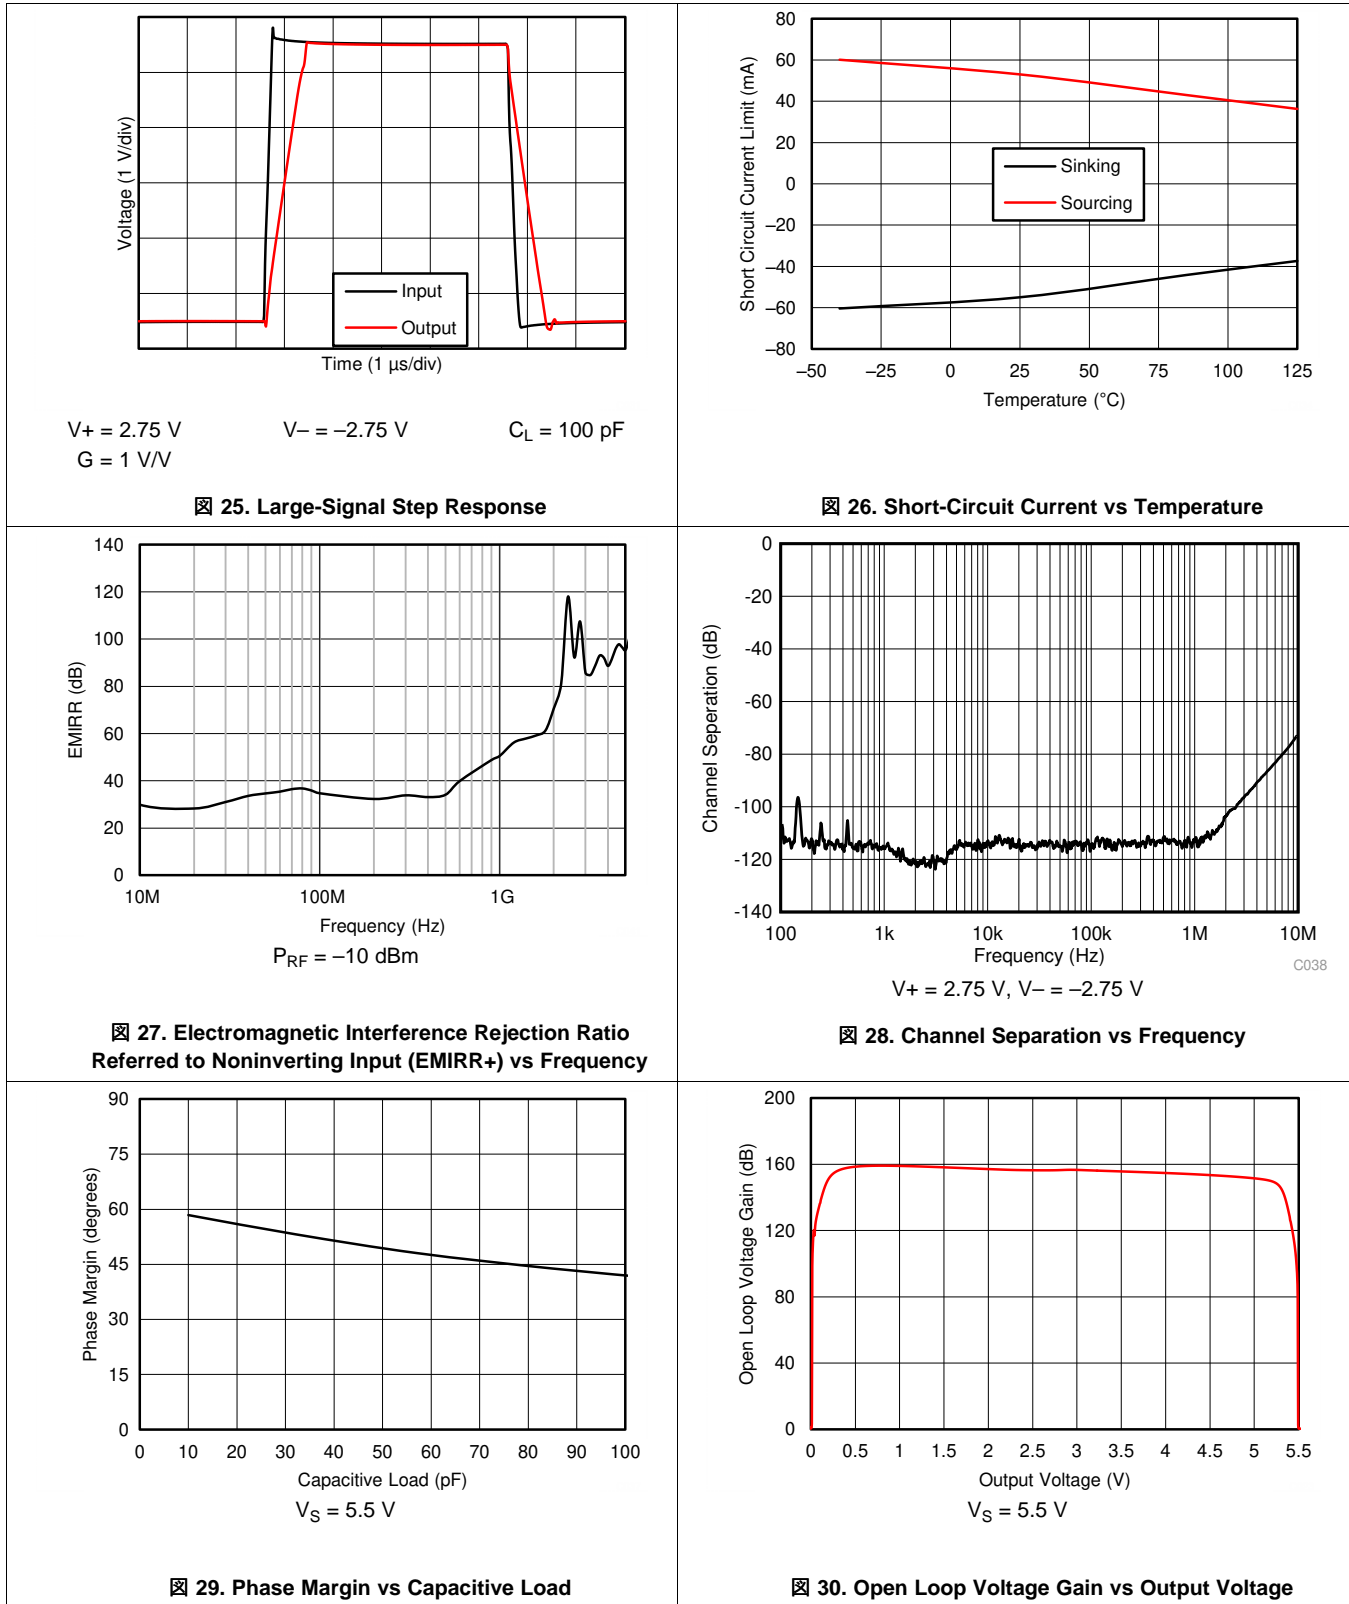 Voltage (1 V/div)
Input
Output
Time (1 µs/div)
V+ = 2.75 V V– = –2.75 V CL = 100 pF
G = 1 V/V
図 25. Large-Signal Step Response
Short Circuit Current Limit (mA)
80
60
40
20
0
–20
–40
–60
–80
Sinking
Sourcing
–50 –25 0 25 50 75 100 125
Temperature (°C)
図 26. Short-Circuit Current vs Temperature
EMIRR (dB)
140
120
100
80
60
40
20
0
10M 100M 1G
Frequency (Hz)
PRF = –10 dBm
図 27. Electromagnetic Interference Rejection Ratio
Referred to Noninverting Input (EMIRR+) vs Frequency
Channel Seperation (dB)
0
-20
-40
-60
-80
-100
-120
-140
100 1k 10k 100k 1M 10M
Frequency (Hz)
C038
V+ = 2.75 V, V– = –2.75 V
図 28. Channel Separation vs Frequency
Phase Margin (degrees)
90
75
60
45
30
15
0
0 10 20 30 40 50 60 70 80 90 100
Capacitive Load (pF)
VS = 5.5 V
図 29. Phase Margin vs Capacitive Load
Open Loop Voltage Gain (dB)
200
160
120
80
40
0
0 0.5 1 1.5 2 2.5 3 3.5 4 4.5 5 5.5
Output Voltage (V)
VS = 5.5 V
図 30. Open Loop Voltage Gain vs Output Voltage